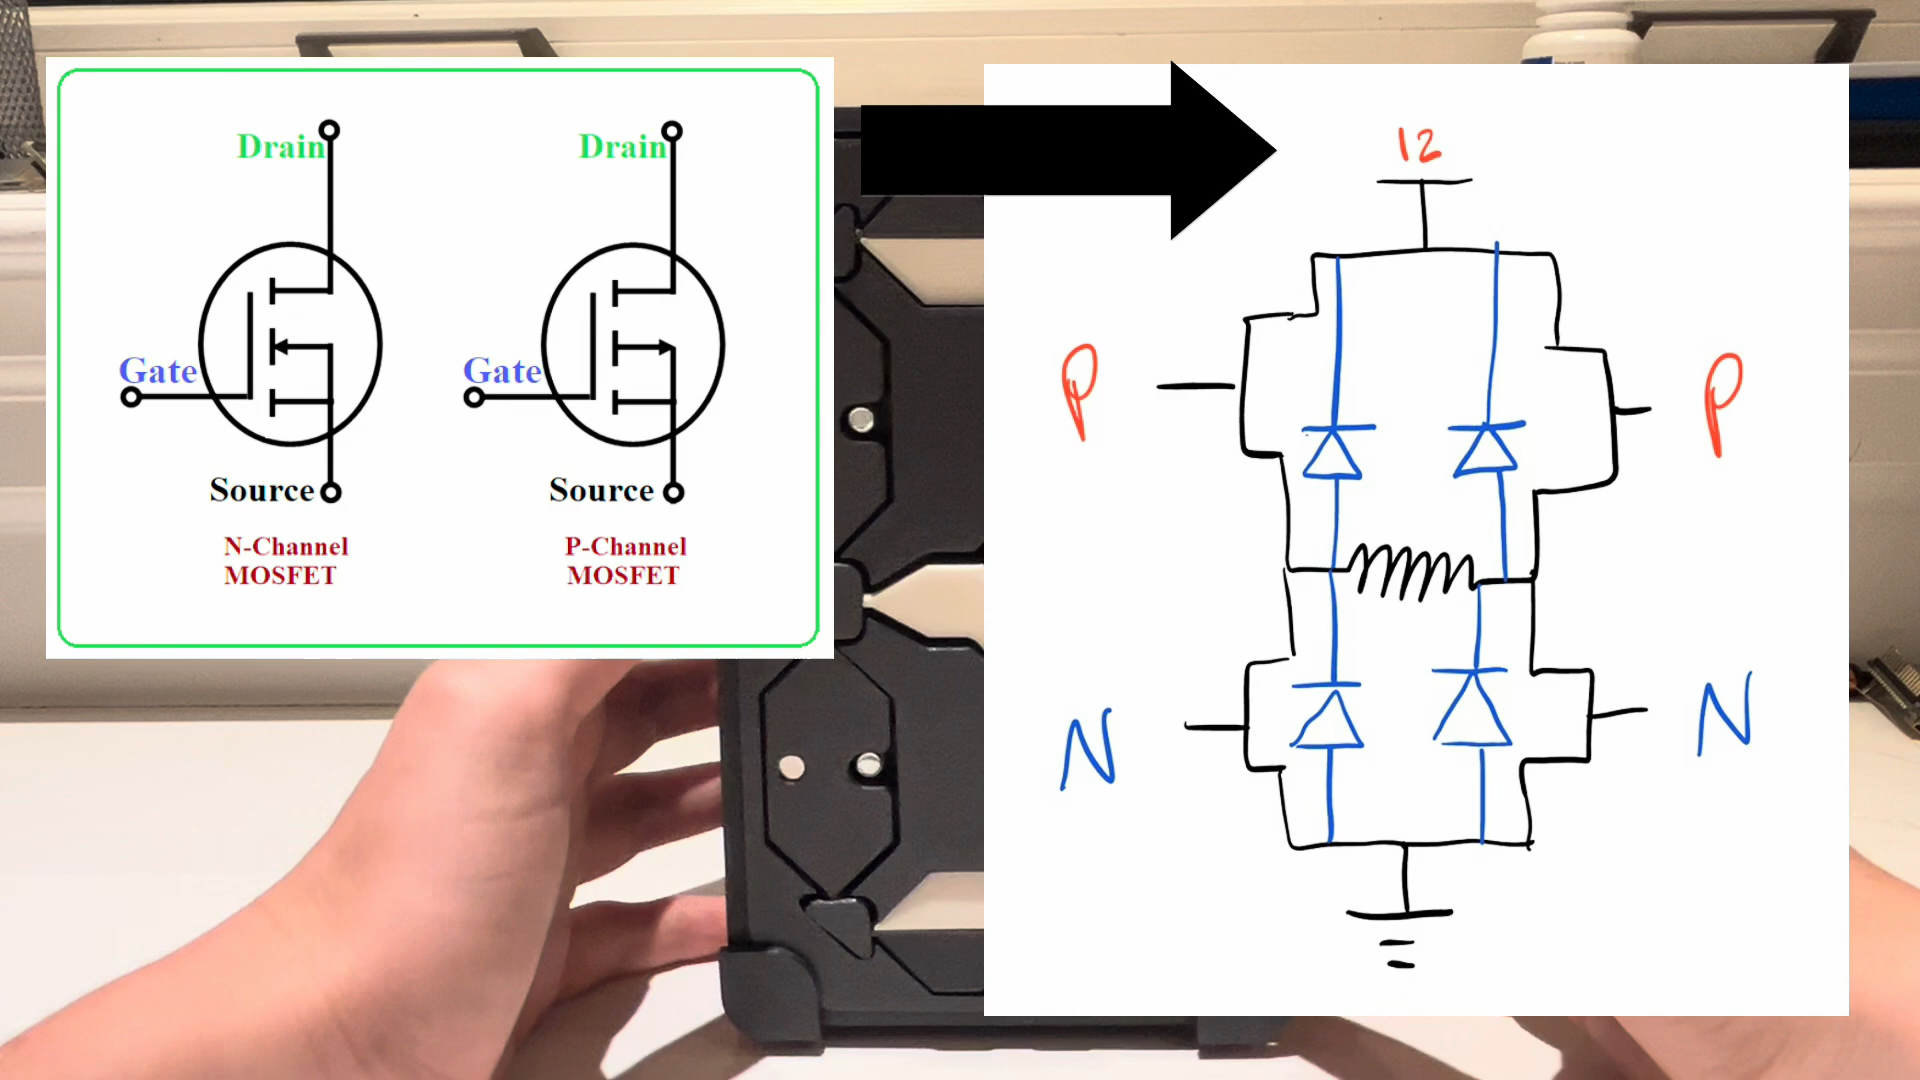 Drain
Drain
Gate
Gate
Source
Source
N-Channel
MOSFET
P-Channel
MOSFET
12
P
P
N
N